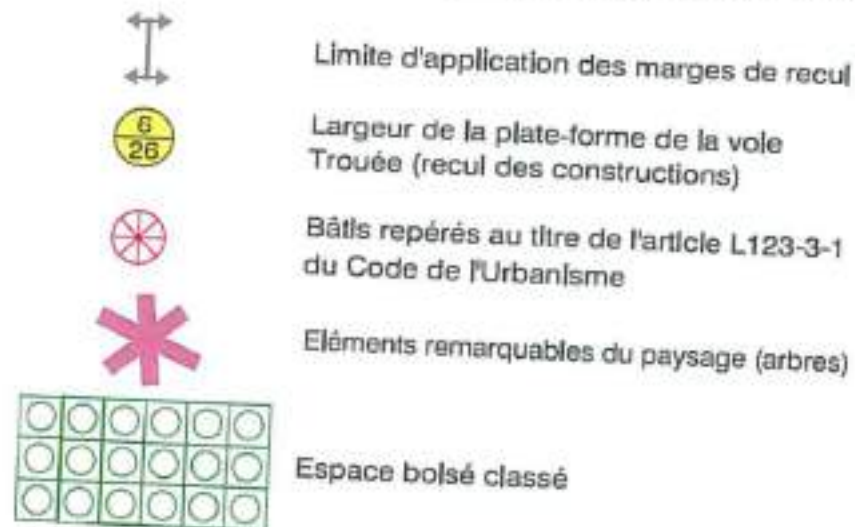 Limite d'application des marges de recul
6
26
Largeur de la plate-forme de la voie
Trouée (recul des constructions)
Bâtis repérés au titre de l'article L123-3-1
du Code de l'Urbanisme
Eléments remarquables du paysage (arbres)
Espace boisé classé